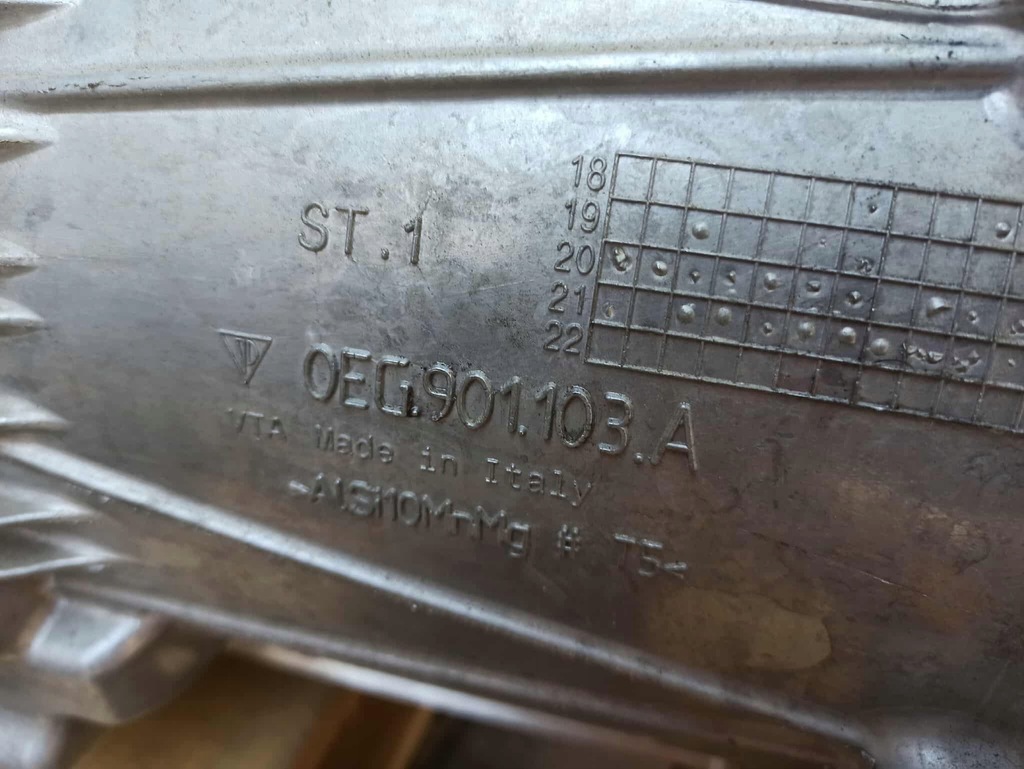 ST.1
18
19
20
21
22
0EG.901.103.A
VTA Made in Italy
-AlSi10MnMg # T5<